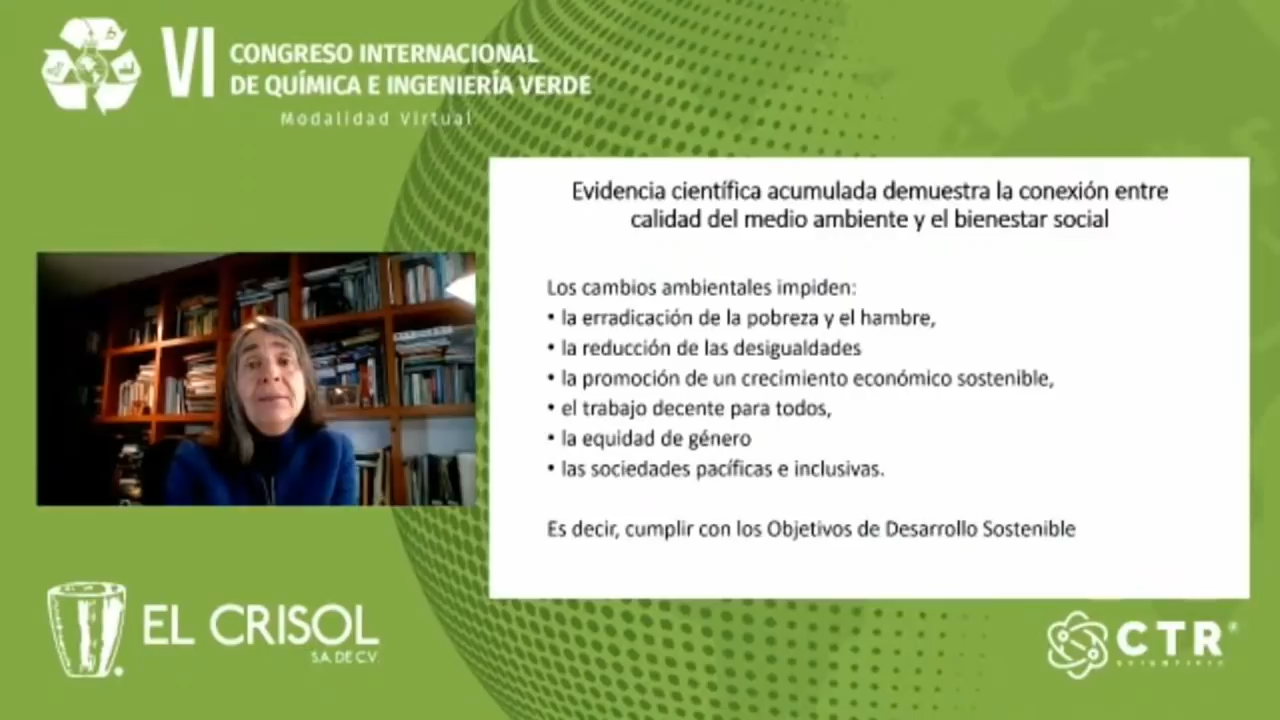 VI
CONGRESO INTERNACIONAL
DE QUÍMICA E INGENIERÍA VERDE
Modalidad Virtual
Evidencia científica acumulada demuestra la conexión entre
calidad del medio ambiente y el bienestar social
Los cambios ambientales impiden:
• la erradicación de la pobreza y el hambre,
• la reducción de las desigualdades
• la promoción de un crecimiento económico sostenible,
• el trabajo decente para todos,
• la equidad de género
• las sociedades pacíficas e inclusivas.
Es decir, cumplir con los Objetivos de Desarrollo Sostenible
EL CRISOL
S.A. DE C.V.
CTR
SCIENTIFIC